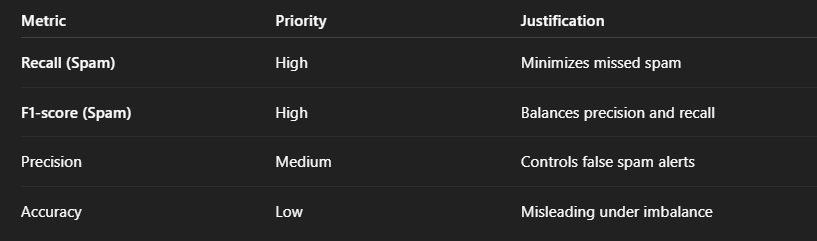 Metric Priority Justification
Recall (Spam) High Minimizes missed spam
F1-score (Spam) High Balances precision and recall
Precision Medium Controls false spam alerts
Accuracy Low Misleading under imbalance